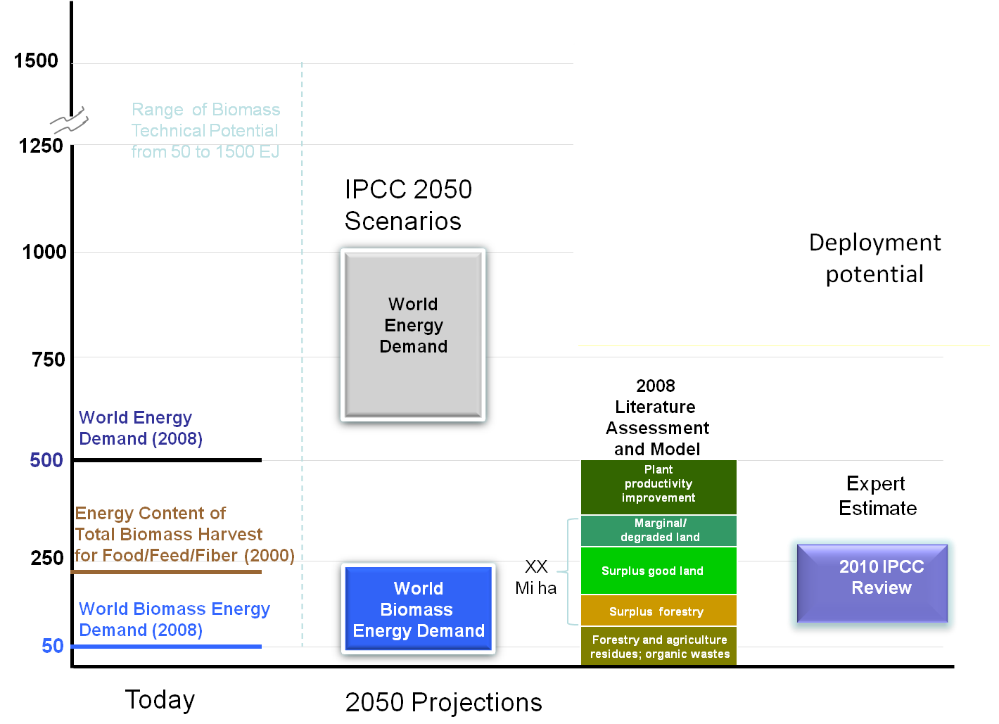 1500
Range of Biomass
Technical Potential
from 50 to 1500 EJ
1250
IPCC 2050
Scenarios
1000
World
Energy
Demand
Deployment
potential
750
World Energy
Demand (2008)
500
Energy Content of
Total Biomass Harvest
for Food/Feed/Fiber (2000)
250
World Biomass Energy
Demand (2008)
50
World
Biomass
Energy Demand
2008
Literature
Assessment
and Model
Plant
productivity
improvement
Marginal/
degraded land
Surplus good land
Surplus forestry
Forestry and agriculture
residues; organic wastes
XX
Mi ha
Expert
Estimate
2010 IPCC
Review
Today
2050 Projections